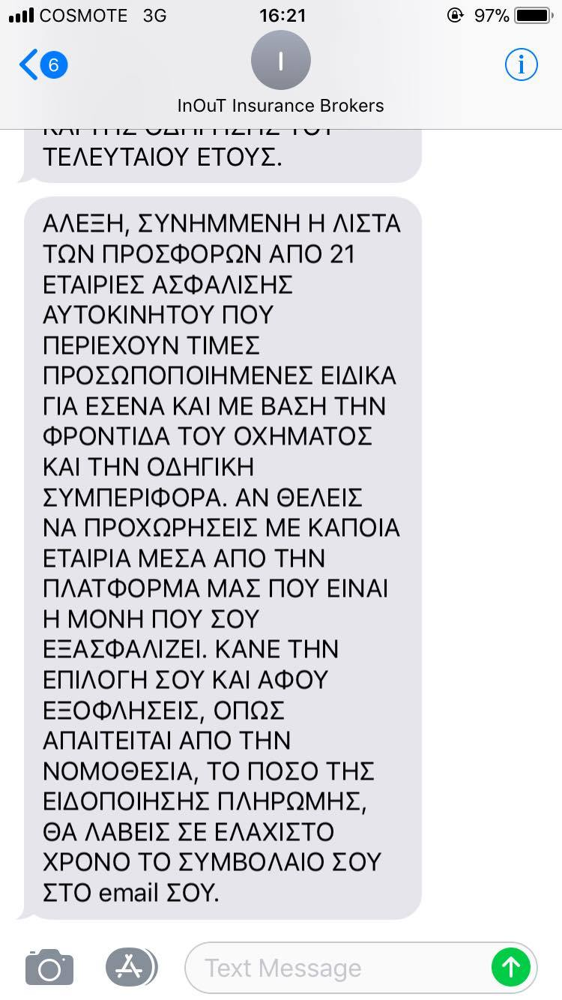 COSMOTE 3G 16:21 97%
6
I
InOuT Insurance Brokers
ΚΑΙ ΤΗΣ ΟΔΗΓΗΣΗΣ ΤΟΥ
ΤΕΛΕΥΤΑΙΟΥ ΕΤΟΥΣ.
ΑΛΕΞΗ, ΣΥΝΗΜΜΕΝΗ Η ΛΙΣΤΑ
ΤΩΝ ΠΡΟΣΦΟΡΩΝ ΑΠΟ 21
ΕΤΑΙΡΙΕΣ ΑΣΦΑΛΙΣΗΣ
ΑΥΤΟΚΙΝΗΤΟΥ ΠΟΥ
ΠΕΡΙΕΧΟΥΝ ΤΙΜΕΣ
ΠΡΟΣΩΠΟΠΟΙΗΜΕΝΕΣ ΕΙΔΙΚΑ
ΓΙΑ ΕΣΕΝΑ ΚΑΙ ΜΕ ΒΑΣΗ ΤΗΝ
ΦΡΟΝΤΙΔΑ ΤΟΥ ΟΧΗΜΑΤΟΣ
ΚΑΙ ΤΗΝ ΟΔΗΓΙΚΗ
ΣΥΜΠΕΡΙΦΟΡΑ. ΑΝ ΘΕΛΕΙΣ
ΝΑ ΠΡΟΧΩΡΗΣΕΙΣ ΜΕ ΚΑΠΟΙΑ
ΕΤΑΙΡΙΑ ΜΕΣΑ ΑΠΟ ΤΗΝ
ΠΛΑΤΦΟΡΜΑ ΜΑΣ ΠΟΥ ΕΙΝΑΙ
Η ΜΟΝΗ ΠΟΥ ΣΟΥ
ΕΞΑΣΦΑΛΙΖΕΙ. ΚΑΝΕ ΤΗΝ
ΕΠΙΛΟΓΗ ΣΟΥ ΚΑΙ ΑΦΟΥ
ΕΞΟΦΛΗΣΕΙΣ, ΟΠΩΣ
ΑΠΑΙΤΕΙΤΑΙ ΑΠΟ ΤΗΝ
ΝΟΜΟΘΕΣΙΑ, ΤΟ ΠΟΣΟ ΤΗΣ
ΕΙΔΟΠΟΙΗΣΗΣ ΠΛΗΡΩΜΗΣ,
ΘΑ ΛΑΒΕΙΣ ΣΕ ΕΛΑΧΙΣΤΟ
ΧΡΟΝΟ ΤΟ ΣΥΜΒΟΛΑΙΟ ΣΟΥ
ΣΤΟ email ΣΟΥ.
Text Message